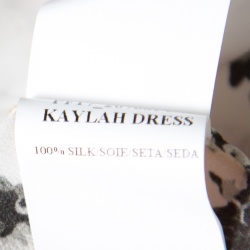 KAYLAH DRESS
100% SILK/SOIE/SETA/SEDA